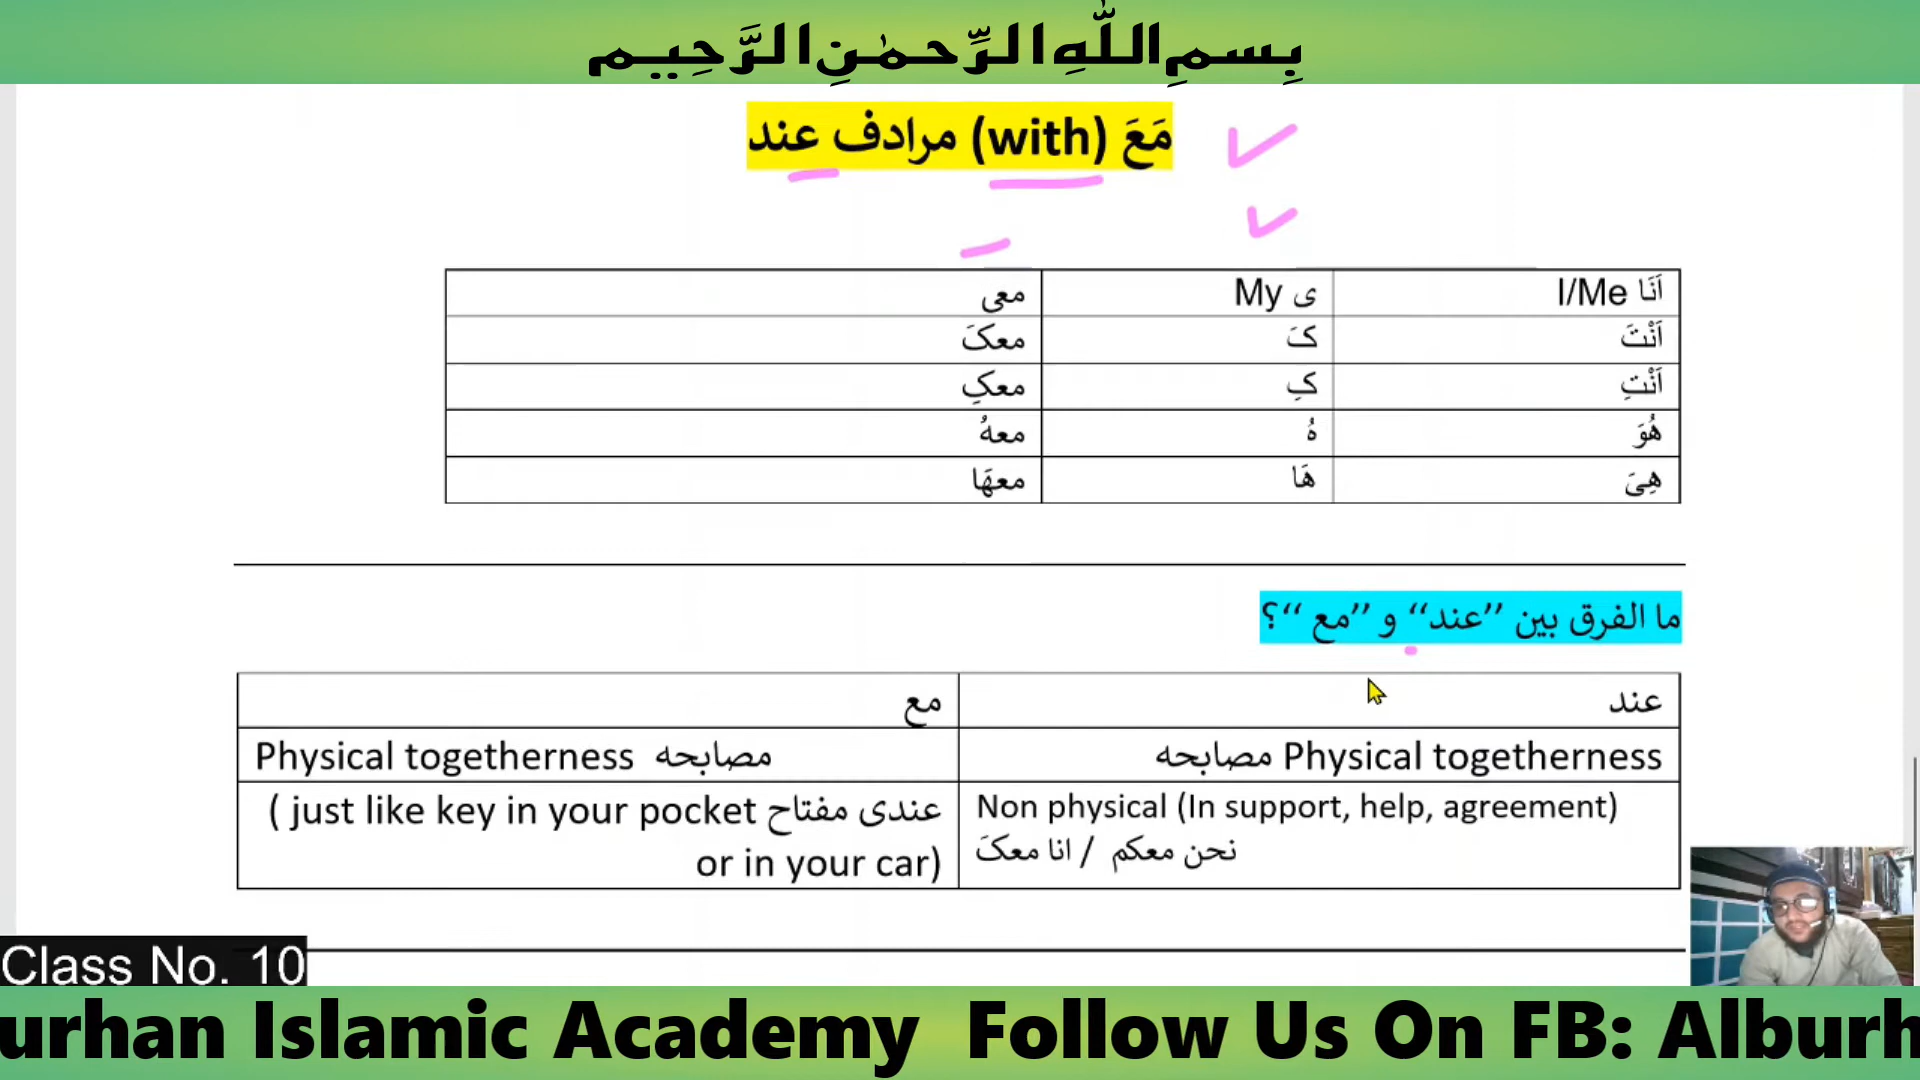 بِسمِ اللّٰهِ الرَّحمٰنِ الرَّحِيم
مَعَ (with) مرادف عند
اَنَا I/Me ی My معی
اَنْتَ کَ معکَ
اَنْتِ کِ معکِ
هُوَ هُ معهُ
هِیَ هَا معهَا
ما الفرق بین ’’عند‘‘ و ’’مع ‘‘؟
عند مع
Physical togetherness مصابحه Physical togetherness مصابحه
Non physical (In support, help, agreement)
نحن معکم / انا معکَ
عندی مفتاح just like key in your pocket )
or in your car)
Class No. 10
urhan Islamic Academy Follow Us On FB: Alburh